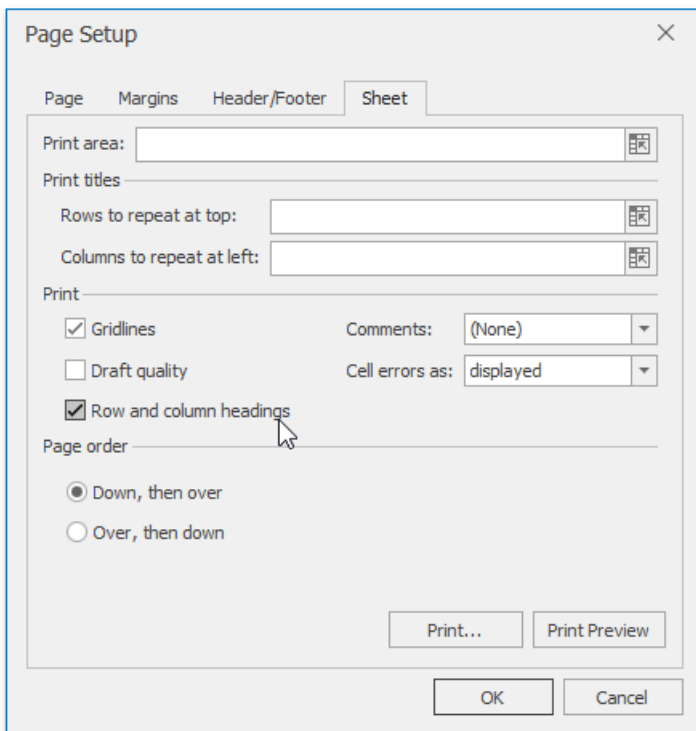 Page Setup
Page Margins Header/Footer Sheet
Print area:
Print titles
Rows to repeat at top:
Columns to repeat at left:
Print
Gridlines Comments: (None)
Draft quality Cell errors as: displayed
Row and column headings
Page order
Down, then over
Over, then down
Print... Print Preview
OK Cancel